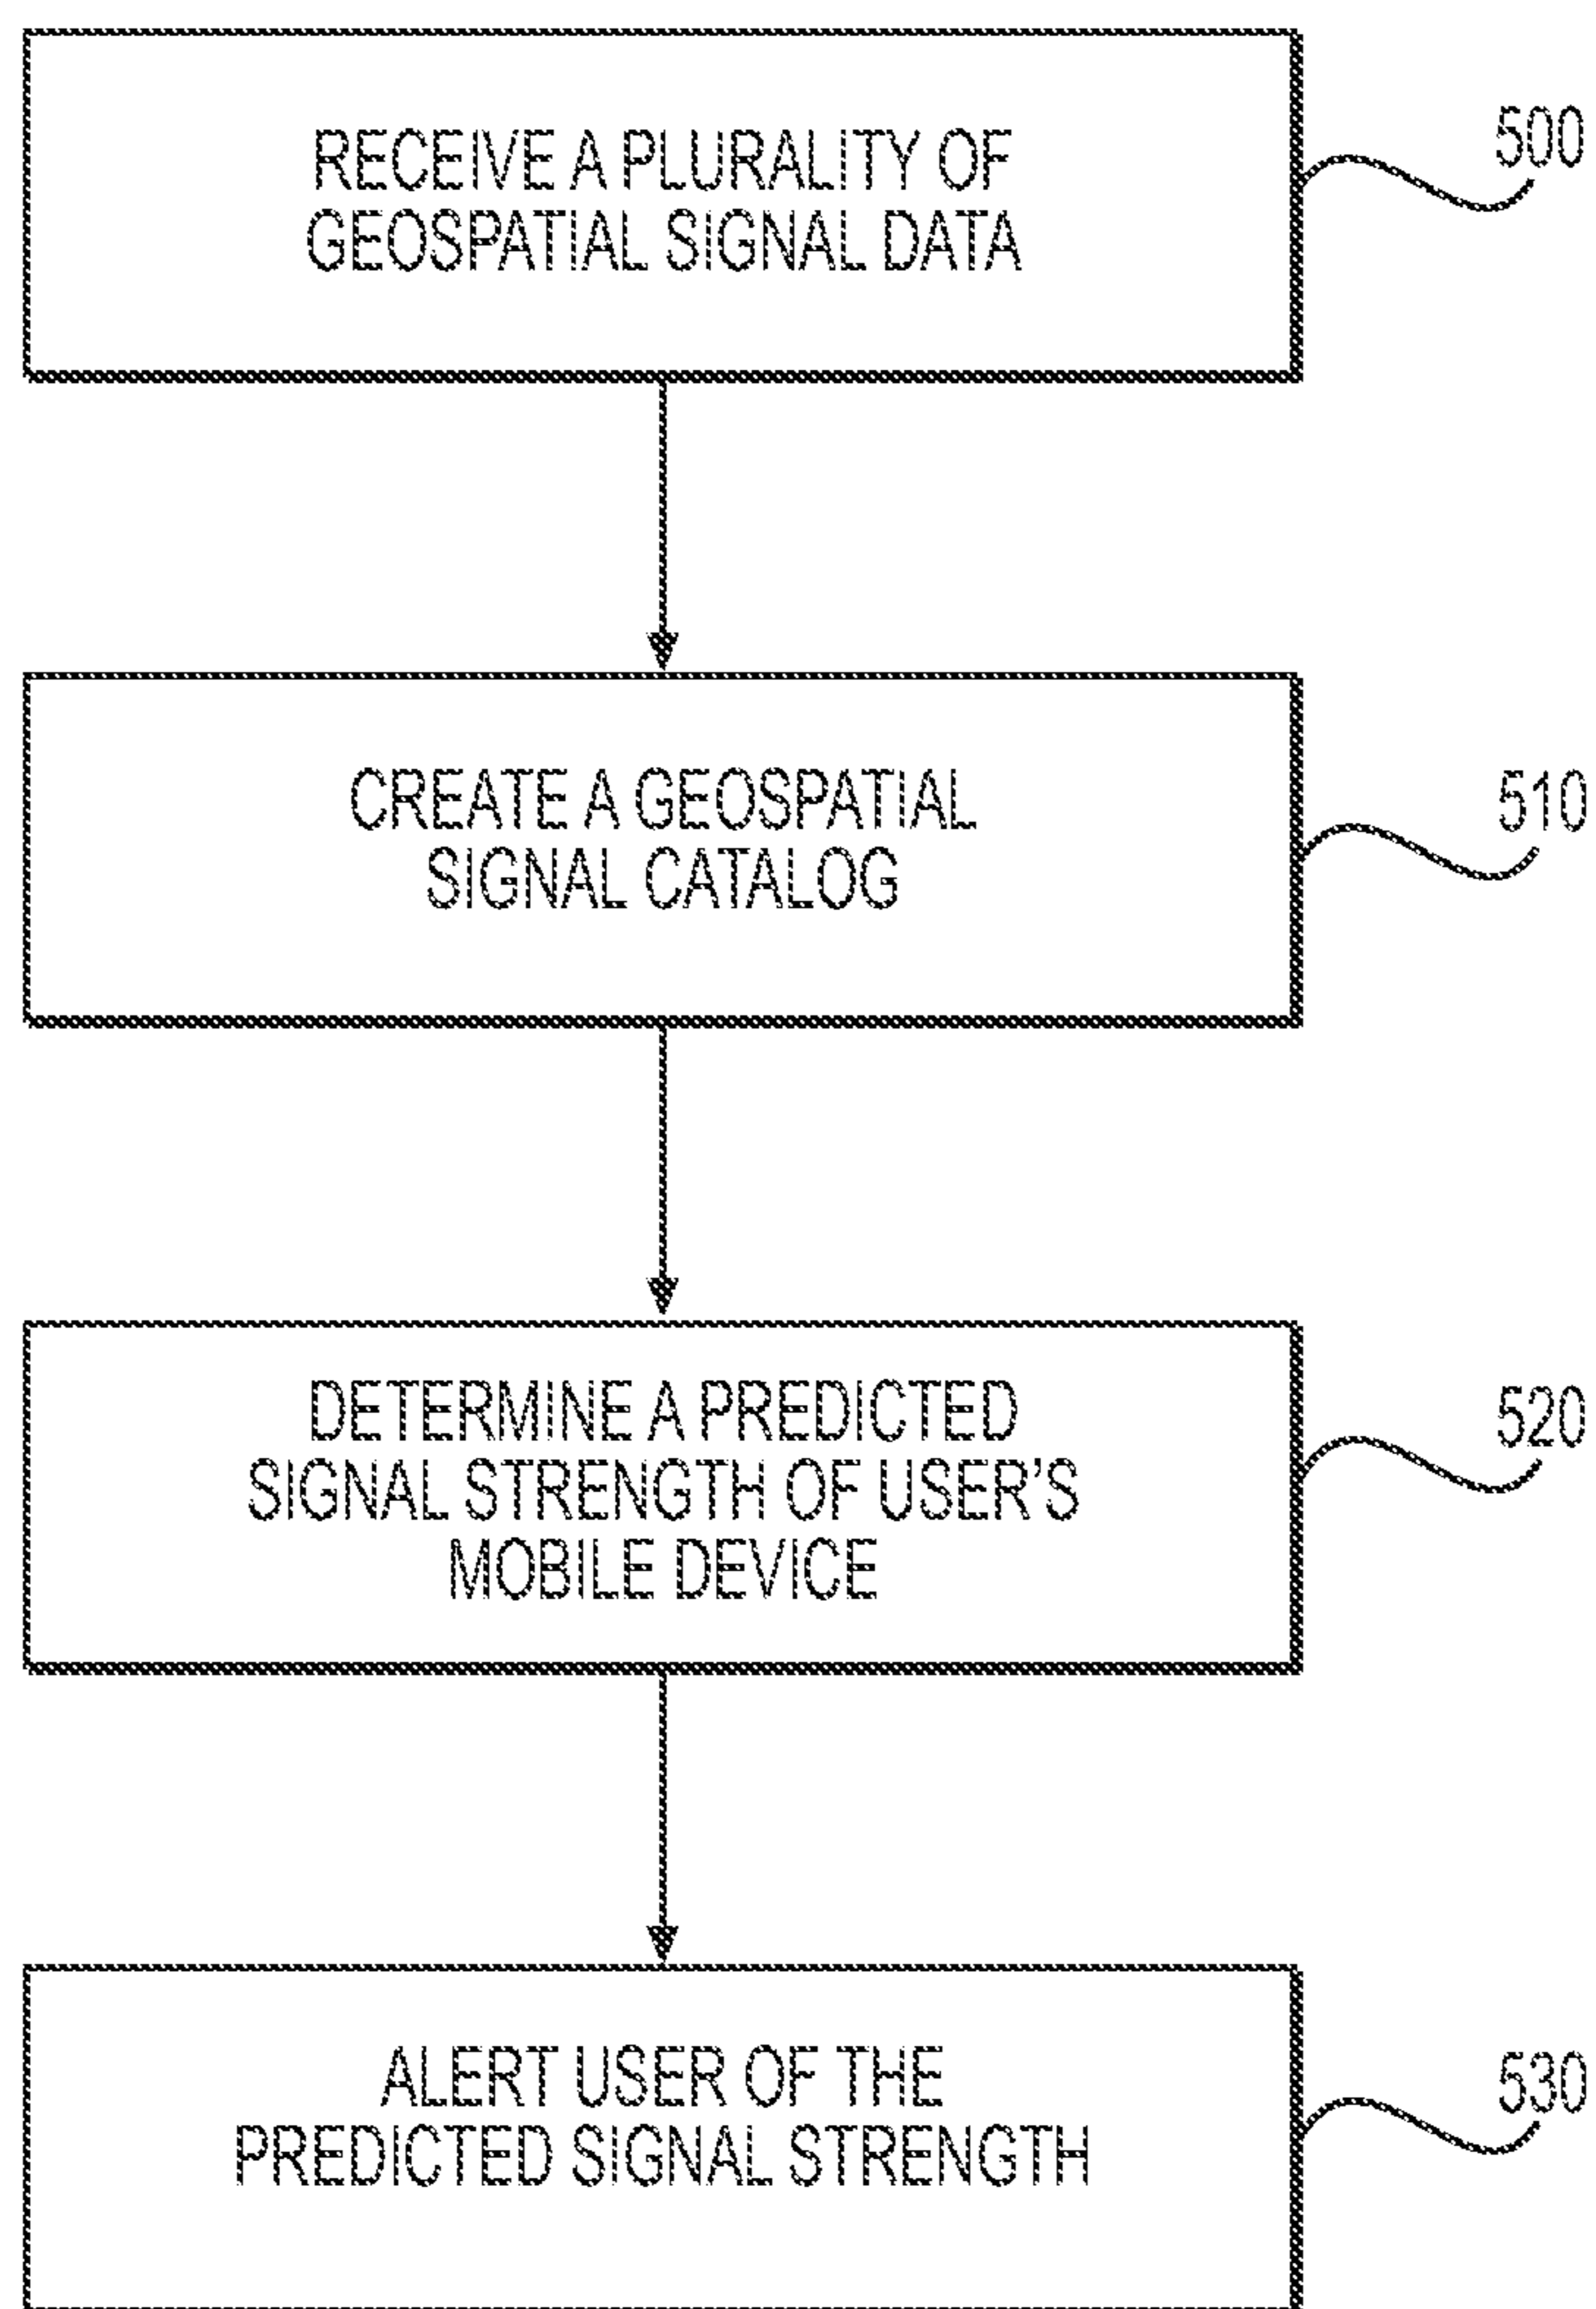 RECEIVE A PLURALITY OF
GEOSPATIAL SIGNAL DATA
500
CREATE A GEOSPATIAL
SIGNAL CATALOG
510
DETERMINE A PREDICTED
SIGNAL STRENGTH OF USER'S
MOBILE DEVICE
520
ALERT USER OF THE
PREDICTED SIGNAL STRENGTH
530